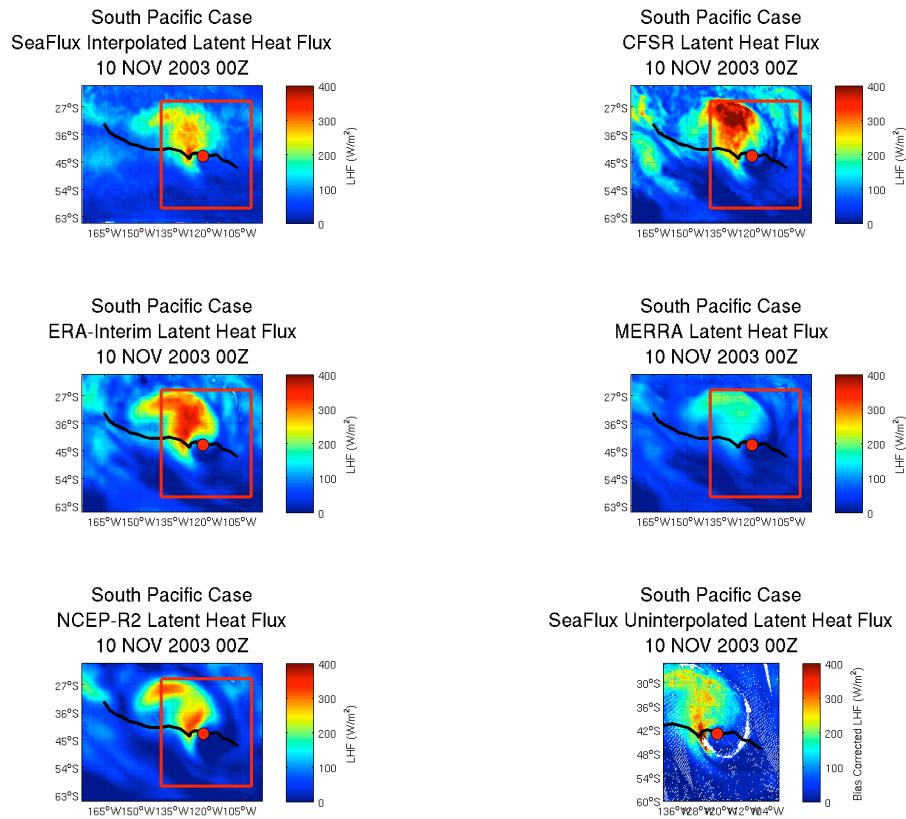 South Pacific Case
SeaFlux Interpolated Latent Heat Flux
10 NOV 2003 00Z
27°S
36°S
45°S
54°S
63°S
165°W150°W135°W120°W105°W
400
300
200
100
0
LHF (W/m²)
South Pacific Case
CFSR Latent Heat Flux
10 NOV 2003 00Z
27°S
36°S
45°S
54°S
63°S
165°W150°W135°W120°W105°W
400
300
200
100
0
LHF (W/m²)
South Pacific Case
ERA-Interim Latent Heat Flux
10 NOV 2003 00Z
27°S
36°S
45°S
54°S
63°S
165°W150°W135°W120°W105°W
400
300
200
100
0
LHF (W/m²)
South Pacific Case
MERRA Latent Heat Flux
10 NOV 2003 00Z
27°S
36°S
45°S
54°S
63°S
165°W150°W135°W120°W105°W
400
300
200
100
0
LHF (W/m²)
South Pacific Case
NCEP-R2 Latent Heat Flux
10 NOV 2003 00Z
27°S
36°S
45°S
54°S
63°S
165°W150°W135°W120°W105°W
400
300
200
100
0
LHF (W/m²)
South Pacific Case
SeaFlux Uninterpolated Latent Heat Flux
10 NOV 2003 00Z
30°S
36°S
42°S
48°S
54°S
60°S
136°W128°W120°W112°W104°W
400
300
200
100
0
Bias Corrected LHF (W/m²)